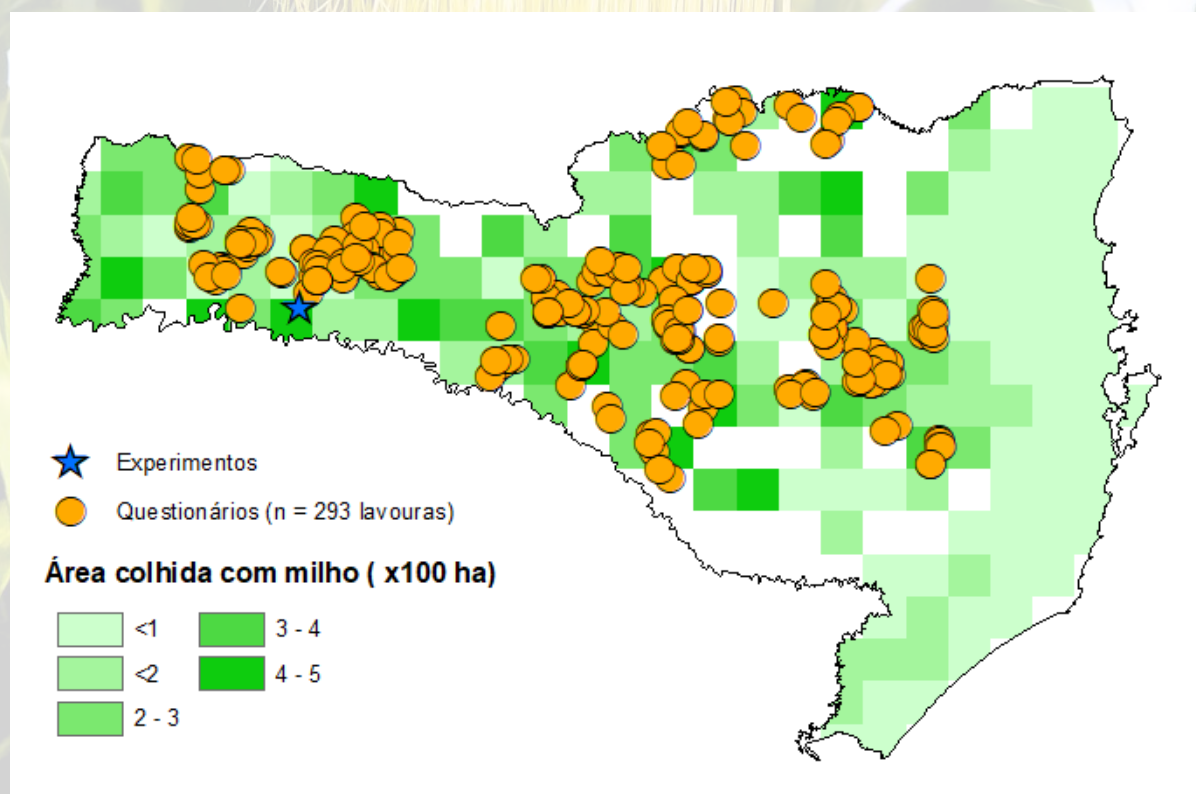 Experimentos
Questionários (n = 293 lavouras)
Área colhida com milho ( x100 ha)
<1 3 - 4
<2 4 - 5
2 - 3